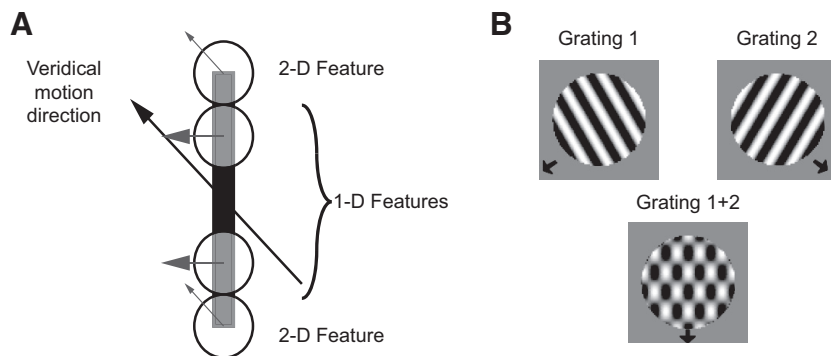 A
Veridical
motion
direction
2-D Feature
1-D Features
2-D Feature
B
Grating 1
Grating 2
Grating 1+2